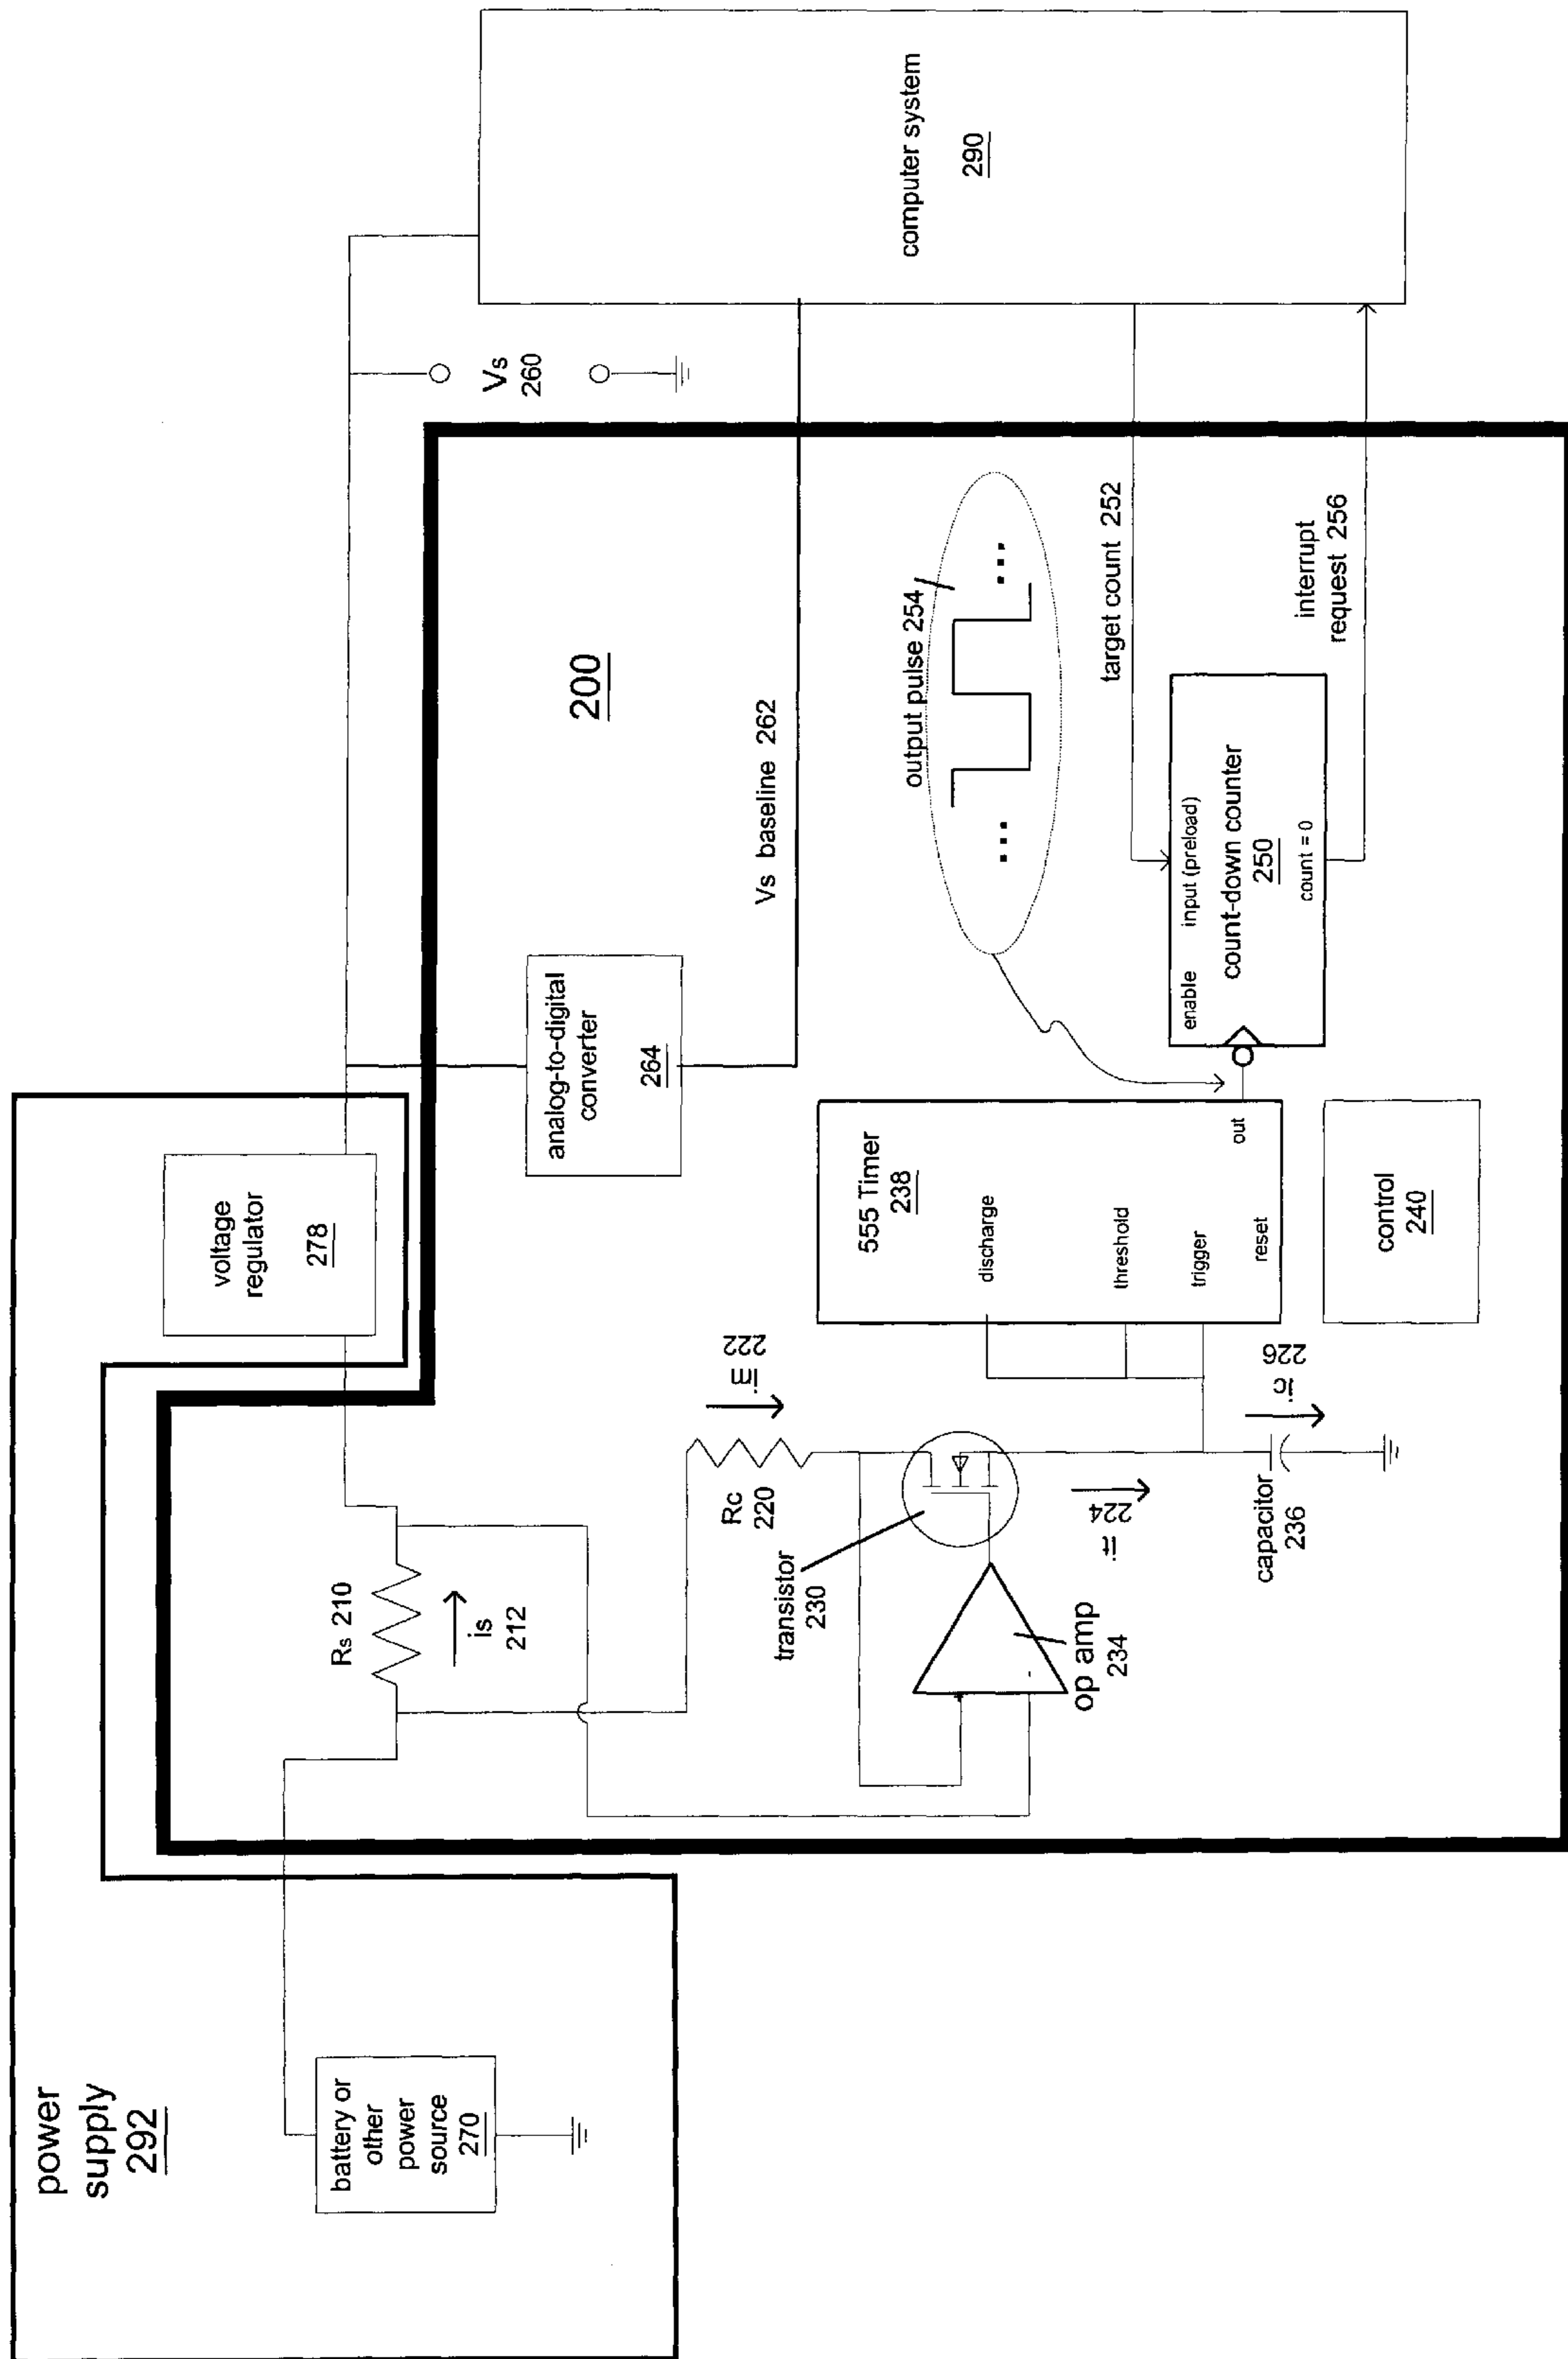 power
supply
292
battery or
other
power
source
270
Rs 210
is
212
voltage
regulator
278
Vs
260
computer system
290
200
analog-to-digital
converter
264
Vs baseline 262
Rc
220
im
222
transistor
230
op amp
234
+
-
it
224
capacitor
236
ic
226
555 Timer
238
discharge
threshold
trigger
reset
out
control
240
output pulse 254
...
...
target count 252
enable
input (preload)
count-down counter
250
count = 0
interrupt
request 256